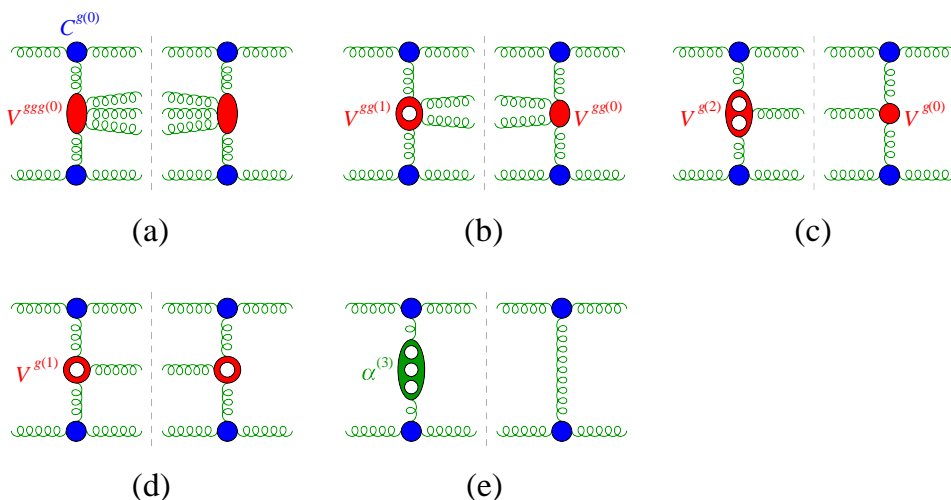 C^{g(0)}
V^{ggg(0)}
V^{gg(1)} V^{gg(0)}
V^{g(2)} V^{g(0)}
(a) (b) (c)
V^{g(1)}
α^{(3)}
(d) (e)